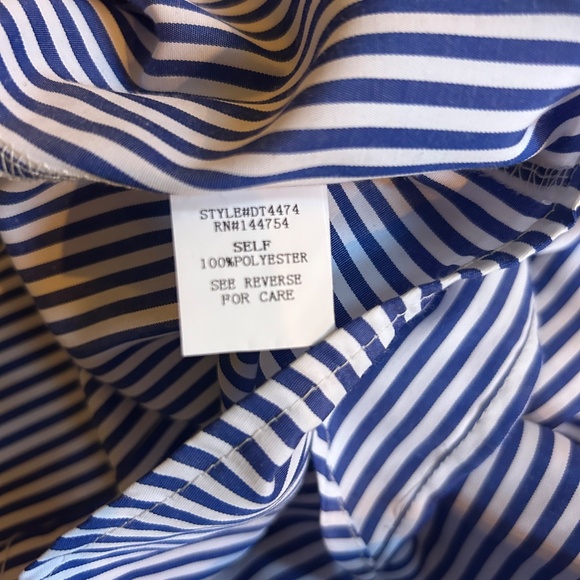 STYLE#DT4474
RN#144754
SELF
100%POLYESTER
SEE REVERSE
FOR CARE